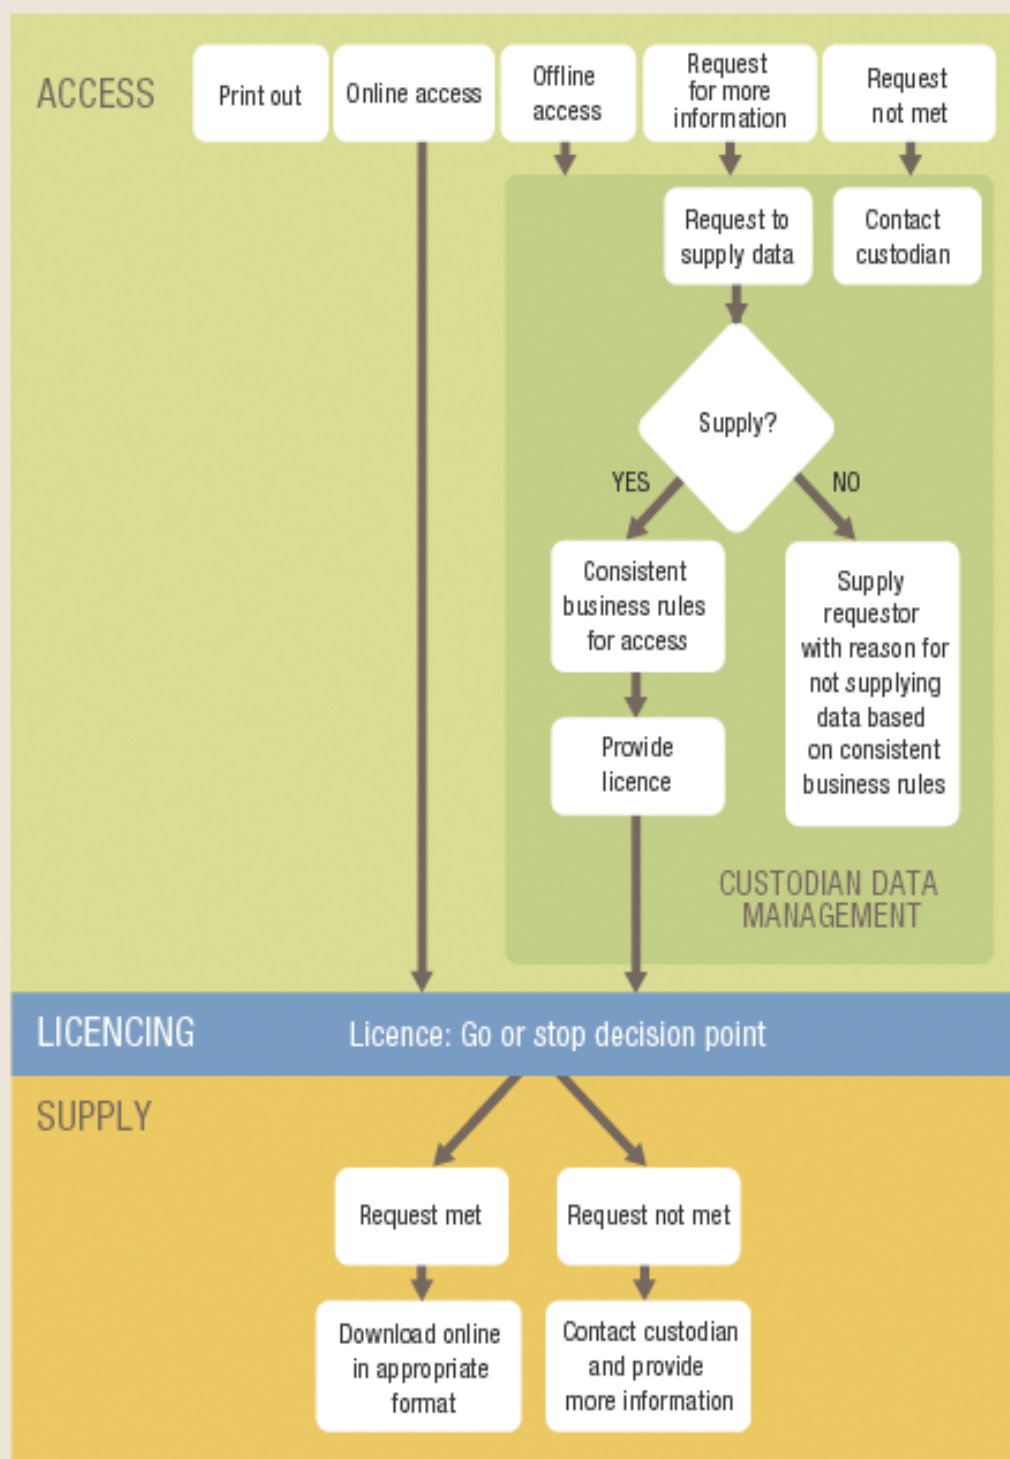 ACCESS
Print out
Online access
Offline
access
Request
for more
information
Request
not met
Request to
supply data
Contact
custodian
Supply?
YES
NO
Consistent
business rules
for access
Supply
requestor
with reason for
not supplying
data based
on consistent
business rules
Provide
licence
CUSTODIAN DATA
MANAGEMENT
LICENCING
Licence: Go or stop decision point
SUPPLY
Request met
Request not met
Download online
in appropriate
format
Contact custodian
and provide
more information